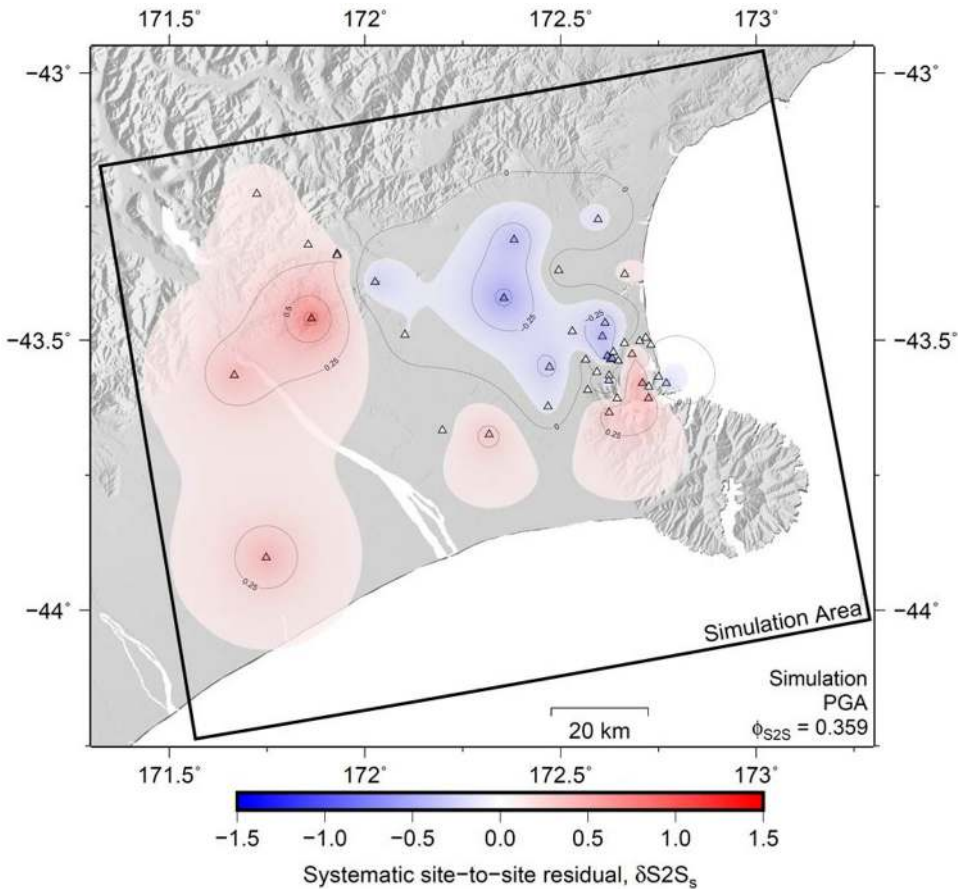 171.5° 172° 172.5° 173°
−43° −43°
0
0
0.5
−0.25
−0.25
−43.5° −43.5°
0.25
0
0.25
0.25
−44° −44°
Simulation Area
Simulation
PGA
20 km
ϕS2S = 0.359
171.5° 172° 172.5° 173°
−1.5 −1.0 −0.5 0.0 0.5 1.0 1.5
Systematic site−to−site residual, δS2Ss